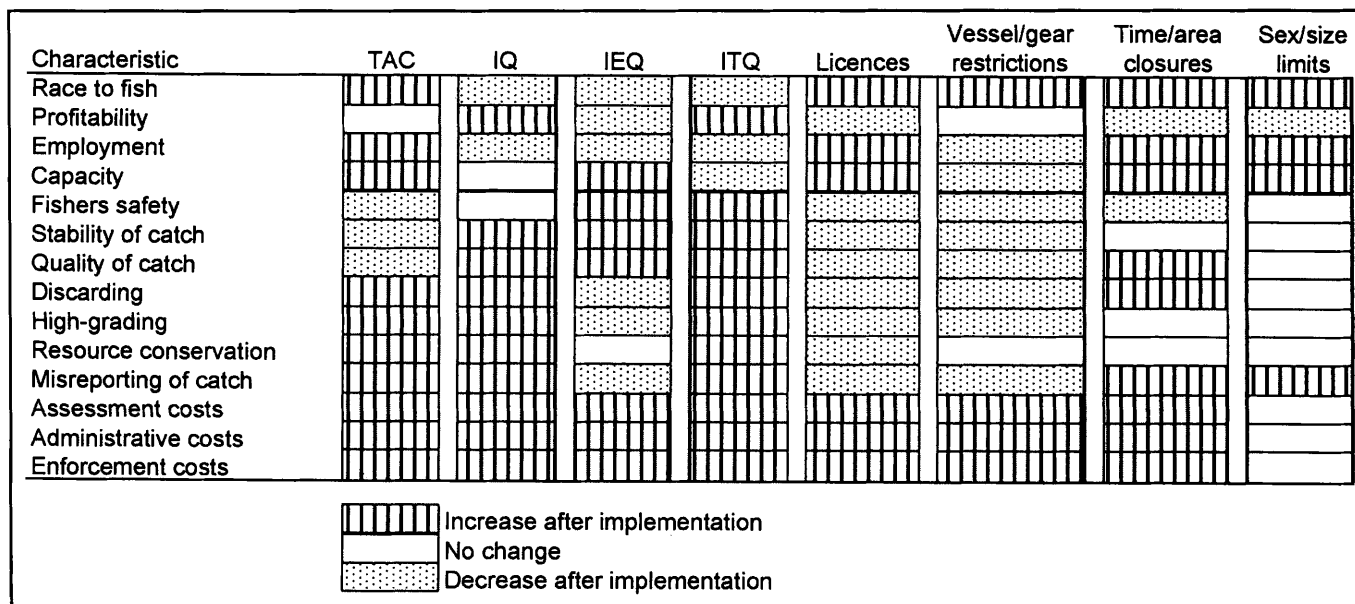 Vessel/gear Time/area Sex/size
Characteristic TAC IQ IEQ ITQ Licences restrictions closures limits
Race to fish
Profitability
Employment
Capacity
Fishers safety
Stability of catch
Quality of catch
Discarding
High-grading
Resource conservation
Misreporting of catch
Assessment costs
Administrative costs
Enforcement costs
Increase after implementation
No change
Decrease after implementation